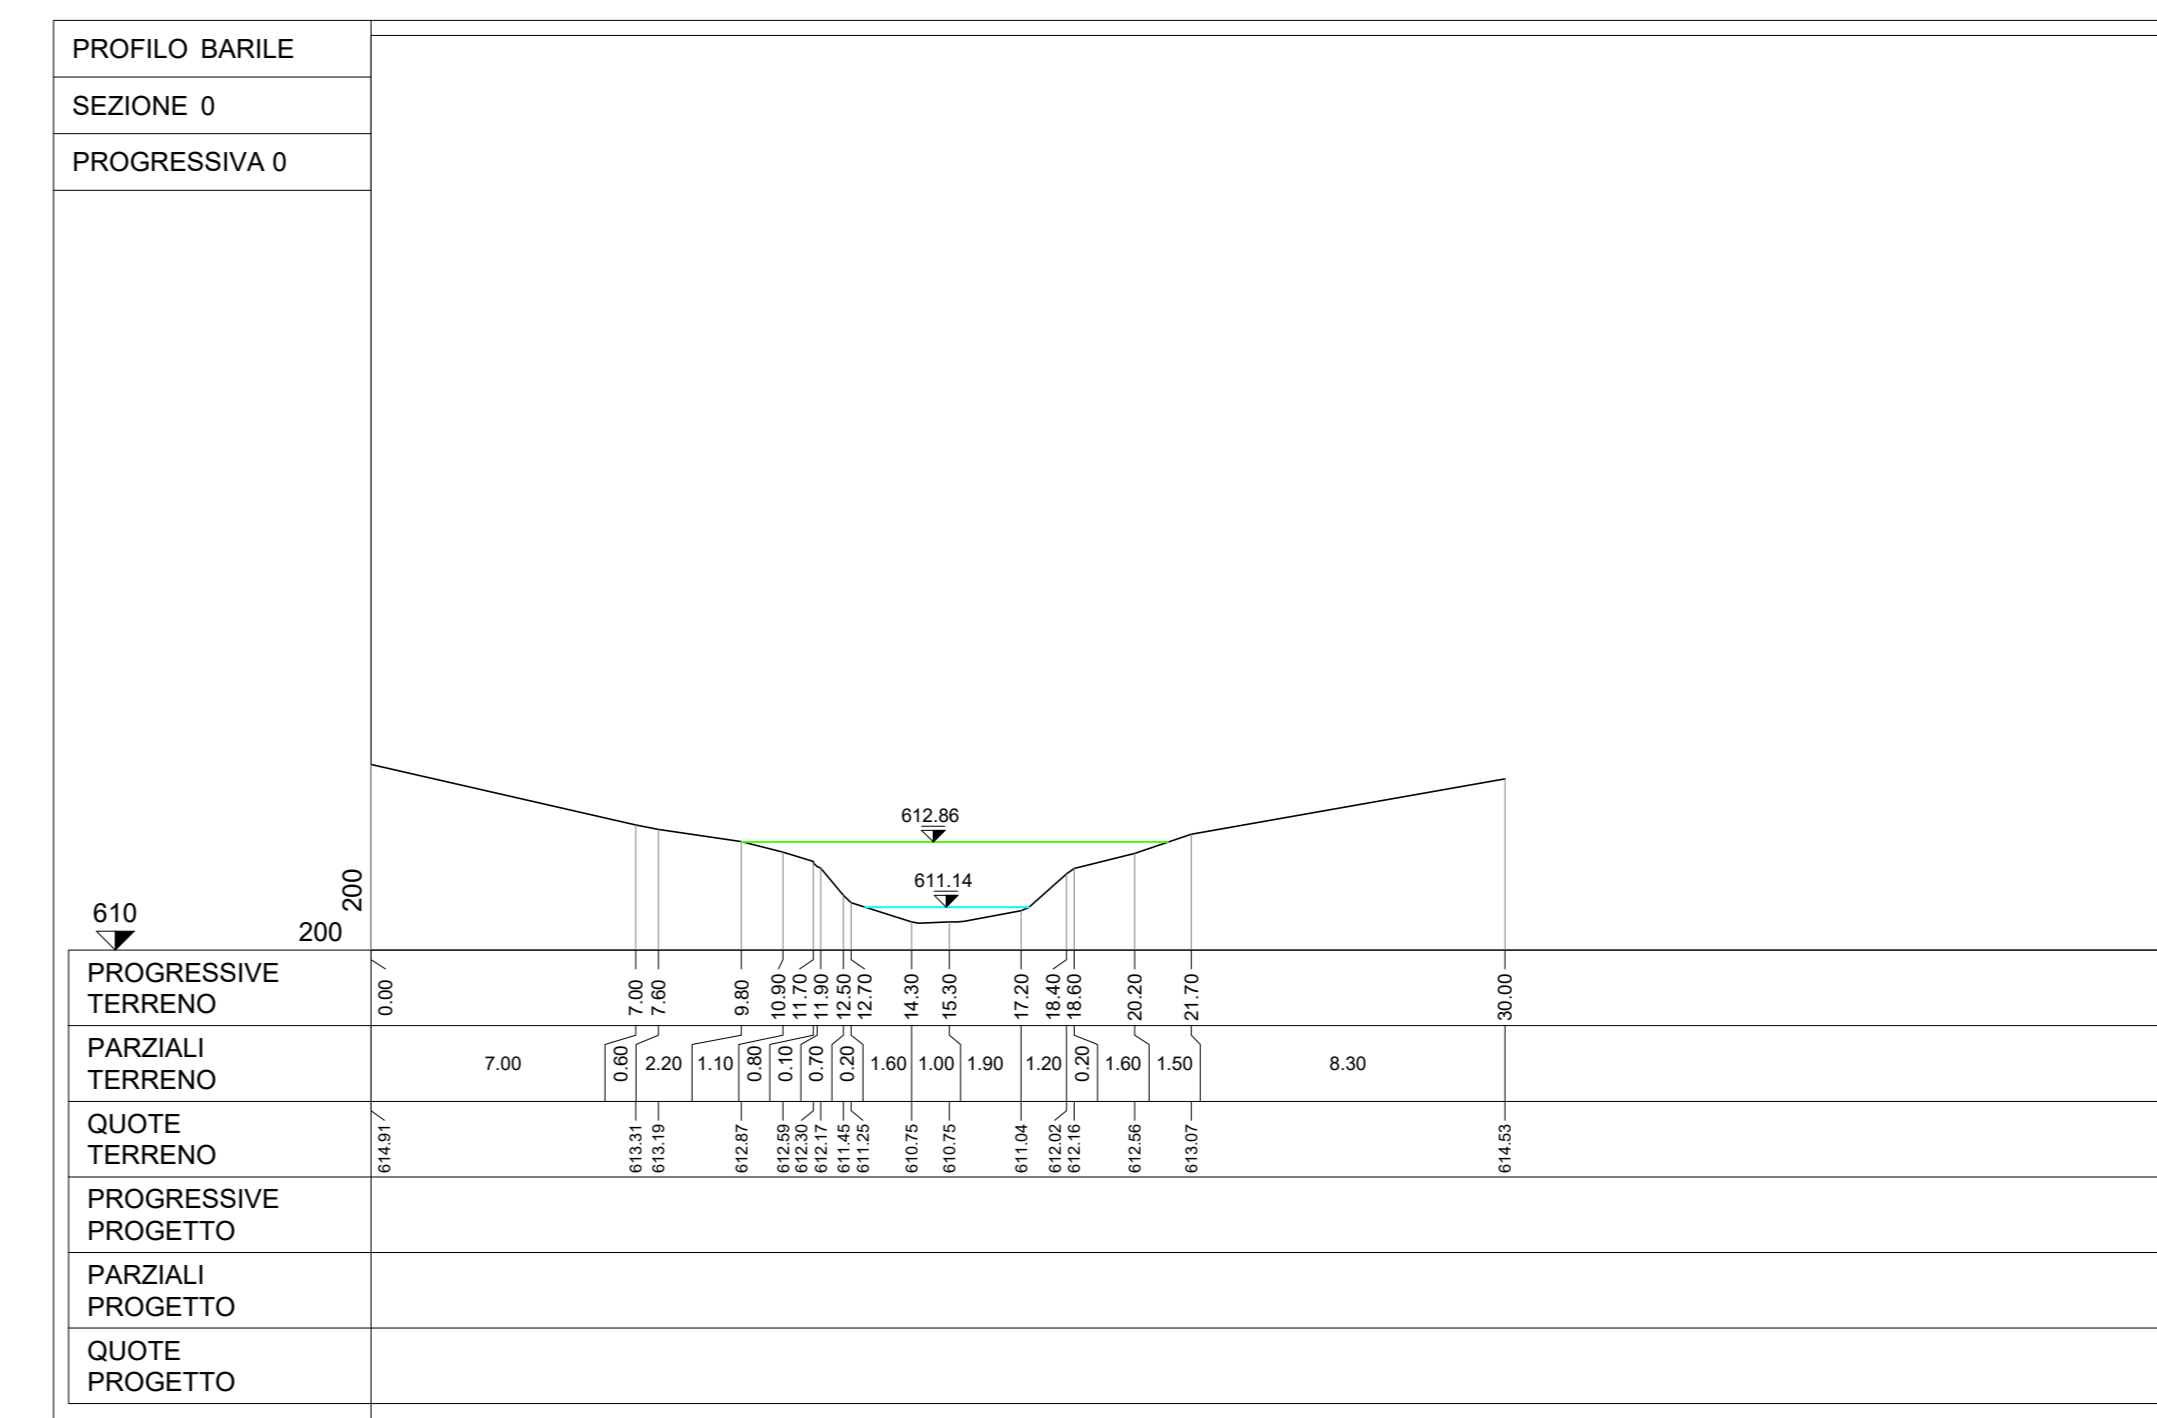 PROFILO BARILE
SEZIONE 0
PROGRESSIVA 0
612.86
611.14
200
200
610
PROGRESSIVE
TERRENO
0.00 7.00 7.60 9.80 10.90 11.70 11.90 12.50 12.70 14.30 15.30 17.20 18.40 18.60 20.20 21.70 30.00
PARZIALI
TERRENO
7.00 0.60 2.20 1.10 0.80 0.10 0.70 0.20 1.60 1.00 1.90 1.20 0.20 1.60 1.50 8.30
QUOTE
TERRENO
614.91 613.31 613.19 612.87 612.59 612.30 612.17 611.45 611.25 610.75 610.75 611.04 612.02 612.16 612.56 613.07 614.53
PROGRESSIVE
PROGETTO
PARZIALI
PROGETTO
QUOTE
PROGETTO